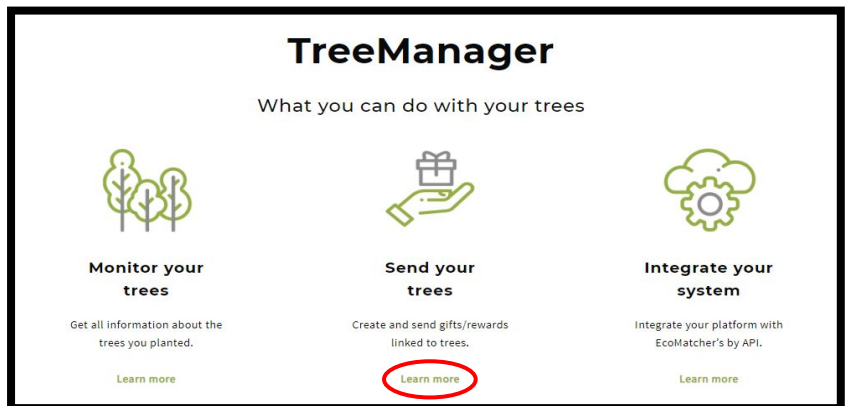 TreeManager
What you can do with your trees
Monitor your
trees
Get all information about the
trees you planted.
Learn more
Send your
trees
Create and send gifts/rewards
linked to trees.
Learn more
Integrate your
system
Integrate your platform with
EcoMatcher's by API.
Learn more